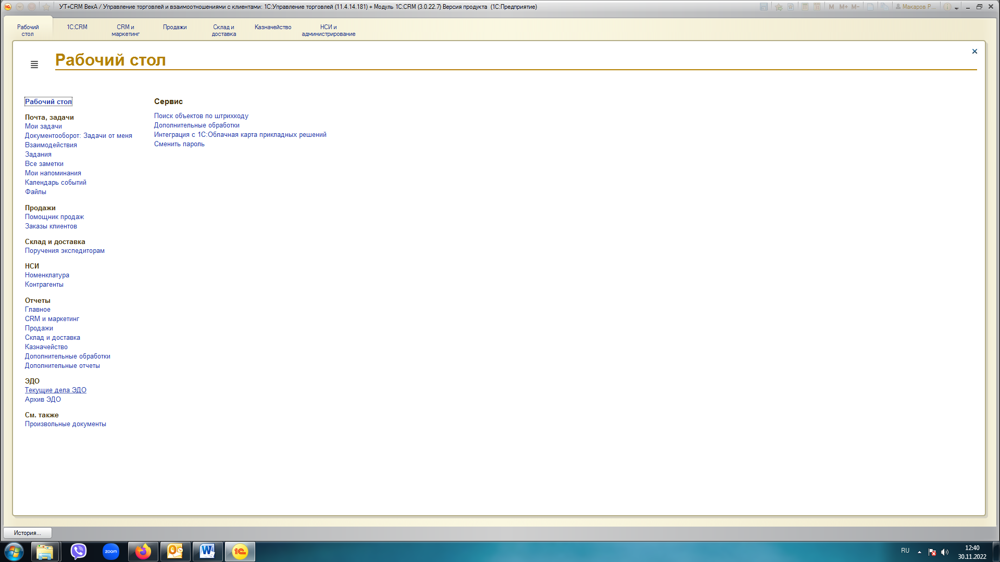 УТ+CRM ВехА / Управление торговлей и взаимоотношениями с клиентами: 1С:Управление торговлей (11.4.14.181) + Модуль 1С:CRM (3.0.22.7) Версия продукта (1С:Предприятие)
M M+ M-
Макаров Р...
Рабочий стол
1С:CRM
CRM и маркетинг
Продажи
Склад и доставка
Казначейство
НСИ и администрирование
Рабочий стол
Рабочий стол
Почта, задачи
Мои задачи
Документооборот: Задачи от меня
Взаимодействия
Задания
Все заметки
Мои напоминания
Календарь событий
Файлы
Продажи
Помощник продаж
Заказы клиентов
Склад и доставка
Поручения экспедиторам
НСИ
Номенклатура
Контрагенты
Отчеты
Главное
CRM и маркетинг
Продажи
Склад и доставка
Казначейство
Дополнительные обработки
Дополнительные отчеты
ЭДО
Текущие дела ЭДО
Архив ЭДО
См. также
Произвольные документы
Сервис
Поиск объектов по штрихкоду
Дополнительные обработки
Интеграция с 1С:Облачная карта прикладных решений
Сменить пароль
История...
zoom
RU
12:40
30.11.2022